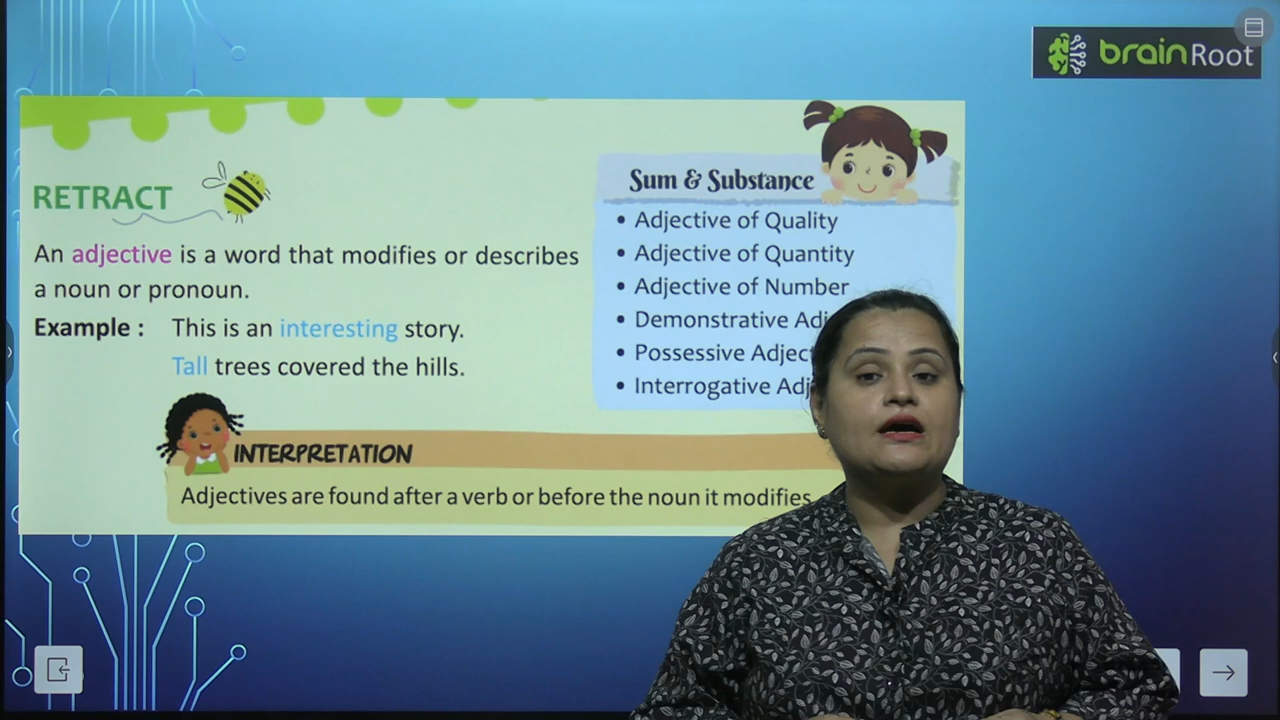 brainRoot
RETRACT
An adjective is a word that modifies or describes
a noun or pronoun.
Example : This is an interesting story.
Tall trees covered the hills.
Sum & Substance
• Adjective of Quality
• Adjective of Quantity
• Adjective of Number
• Demonstrative
• Possessive
• Interrogative
INTERPRETATION
Adjectives are found after a verb or before the noun it modifies